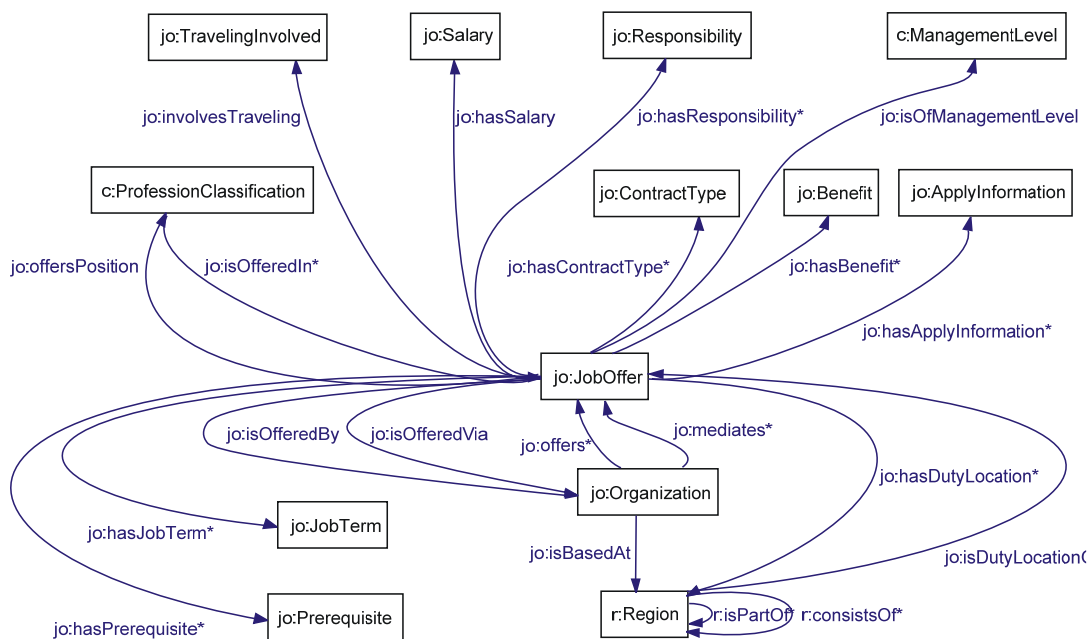 jo:TravelingInvolved
jo:Salary
jo:Responsibility
c:ManagementLevel
jo:involvesTraveling
jo:hasSalary
jo:hasResponsibility*
jo:isOfManagementLevel
c:ProfessionClassification
jo:ContractType
jo:Benefit
jo:ApplyInformation
jo:offersPosition
jo:isOfferedIn*
jo:hasContractType*
jo:hasBenefit*
jo:hasApplyInformation*
jo:JobOffer
jo:isOfferedBy
jo:isOfferedVia
jo:offers*
jo:mediates*
jo:hasDutyLocation*
jo:Organization
jo:hasJobTerm*
jo:JobTerm
jo:isBasedAt
jo:isDutyLocationO
jo:hasPrerequisite*
jo:Prerequisite
r:Region
r:isPartOf*
r:consistsOf*